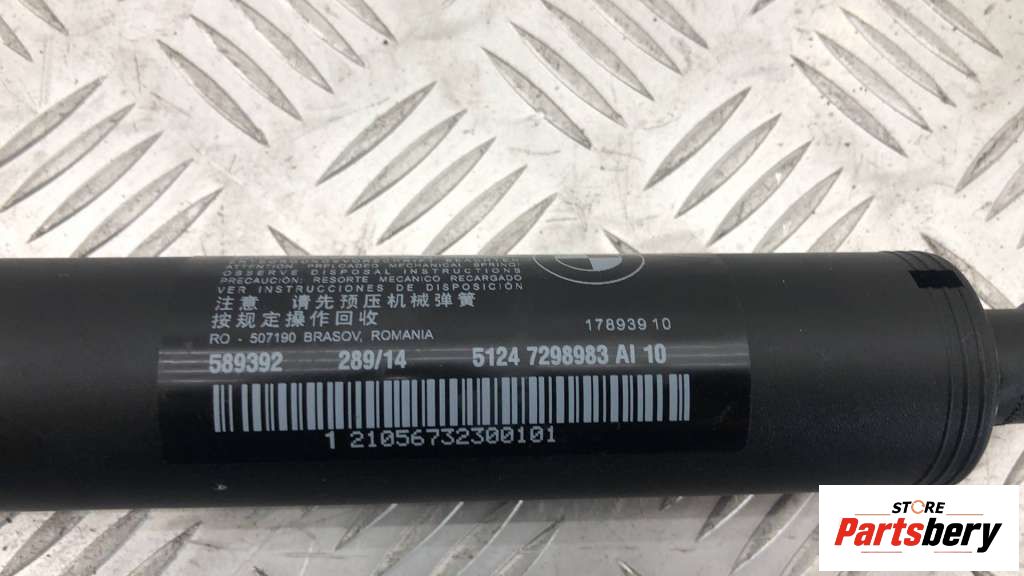 OBSERVE DISPOSAL INSTRUCTIONS
PRECAUCION: RESORTE MECANICO RECARGADO
VER INSTRUCCIONES DE DISPOSICION
注意 请先预压机械弹簧
按规定操作回收
RO - 507190 BRASOV, ROMANIA
17893910
589392 289/14 5124 7298983 AI 10
1 21056732300101
STORE
Partsbery